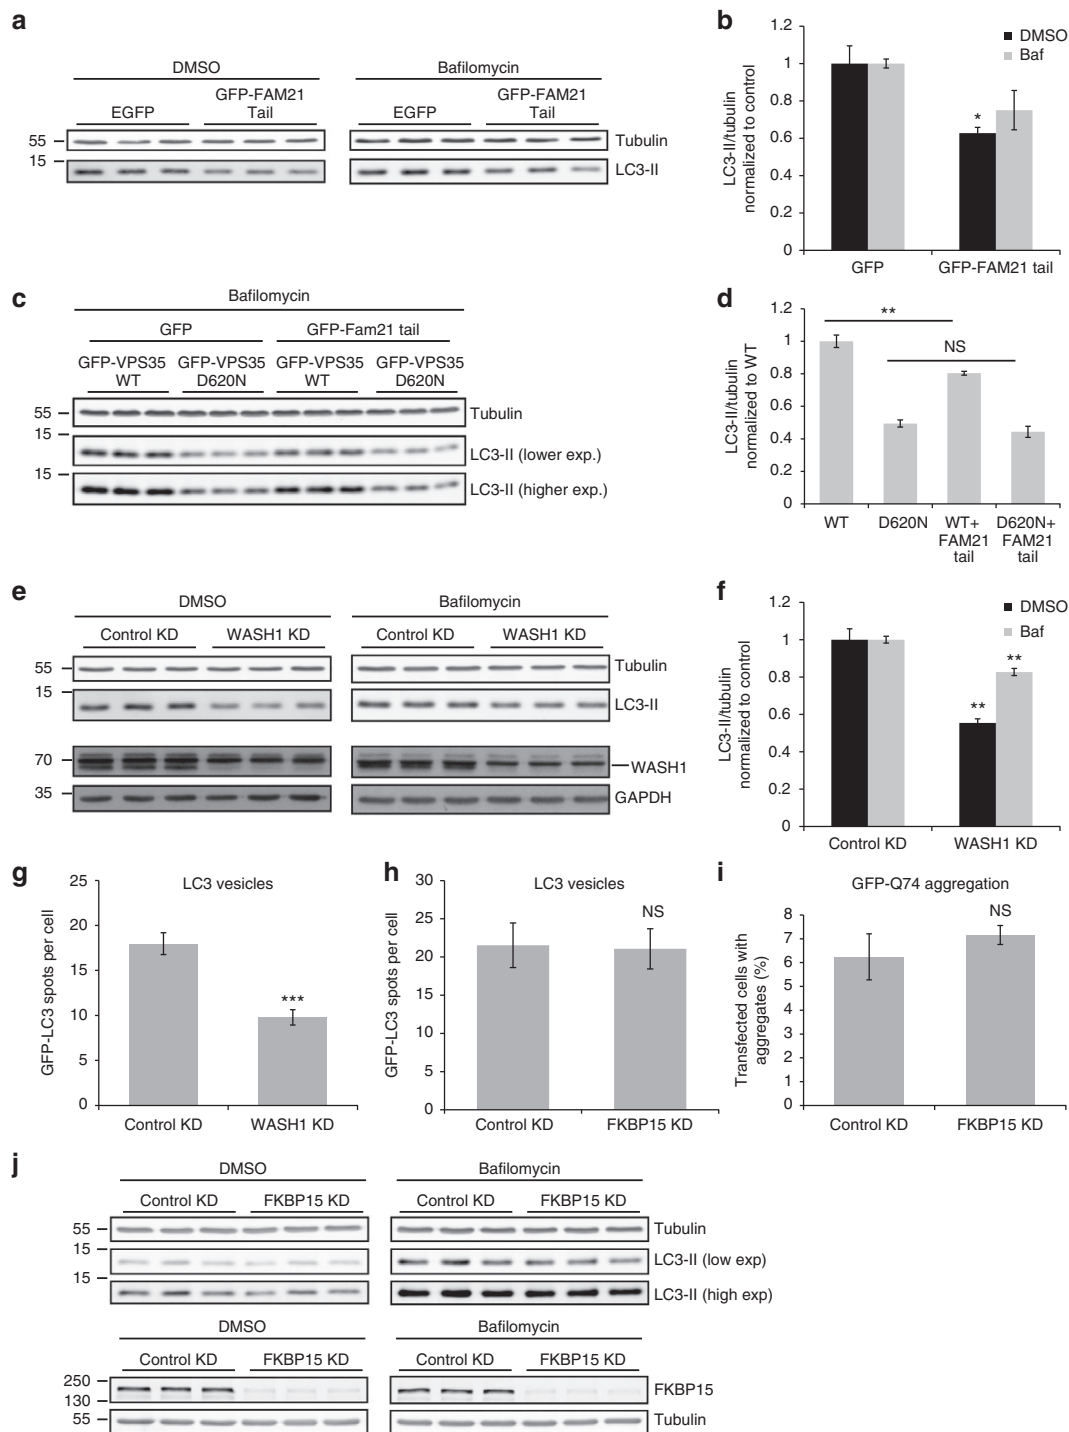 a
DMSO
Bafilomycin
EGFP
GFP-FAM21
Tail
EGFP
GFP-FAM21
Tail
55
Tubulin
15
LC3-II
b
LC3-II/tubulin
normalized to control
1.2
1
0.8
0.6
0.4
0.2
0
DMSO
Baf
*
GFP
GFP-FAM21 tail
c
Bafilomycin
GFP
GFP-Fam21 tail
GFP-VPS35
WT
GFP-VPS35
D620N
GFP-VPS35
WT
GFP-VPS35
D620N
55
Tubulin
15
LC3-II (lower exp.)
15
LC3-II (higher exp.)
d
LC3-II/tubulin
normalized to WT
1.2
1
0.8
0.6
0.4
0.2
0
**
NS
WT
D620N
WT+
FAM21
tail
D620N+
FAM21
tail
e
DMSO
Bafilomycin
Control KD
WASH1 KD
Control KD
WASH1 KD
55
Tubulin
15
LC3-II
70
WASH1
35
GAPDH
f
LC3-II/tubulin
normalized to control
1.2
1
0.8
0.6
0.4
0.2
0
DMSO
Baf
**
**
Control KD
WASH1 KD
g
LC3 vesicles
GFP-LC3 spots per cell
25
20
15
10
5
0
***
Control KD
WASH1 KD
h
LC3 vesicles
GFP-LC3 spots per cell
30
25
20
15
10
5
0
NS
Control KD
FKBP15 KD
i
GFP-Q74 aggregation
Transfected cells with
aggregates (%)
8
7
6
5
4
3
2
1
0
NS
Control KD
FKBP15 KD
j
DMSO
Bafilomycin
Control KD
FKBP15 KD
Control KD
FKBP15 KD
55
Tubulin
15
LC3-II (low exp)
15
LC3-II (high exp)
DMSO
Bafilomycin
Control KD
FKBP15 KD
Control KD
FKBP15 KD
250
FKBP15
130
55
Tubulin